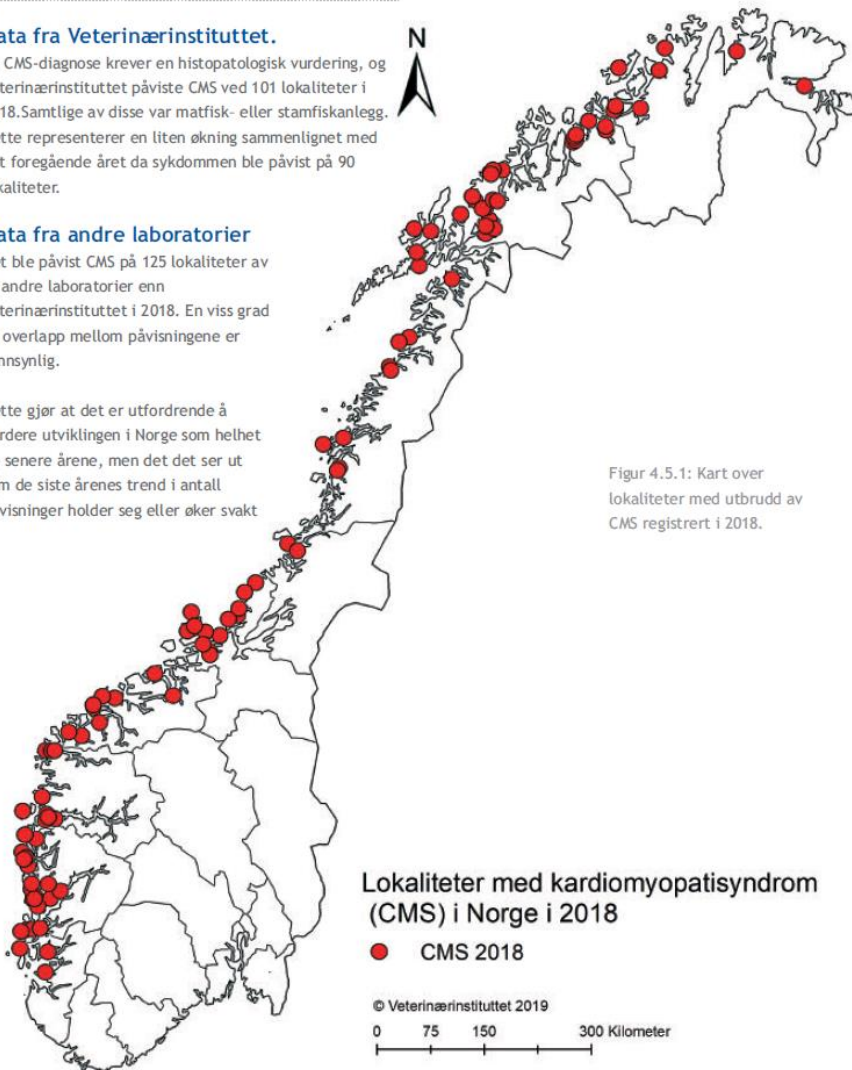 ata fra Veterinærinstituttet.
CMS-diagnose krever en histopatologisk vurdering, og
terinærinstituttet påviste CMS ved 101 lokaliteter i
18.Samtlige av disse var matfisk- eller stamfiskanlegg.
tte representerer en liten økning sammenlignet med
t foregående året da sykdommen ble påvist på 90
kaliteter.
ata fra andre laboratorier
t ble påvist CMS på 125 lokaliteter av
andre laboratorier enn
terinærinstituttet i 2018. En viss grad
overlapp mellom påvisningene er
nnsynlig.
tte gjør at det er utfordrende å
rdere utviklingen i Norge som helhet
senere årene, men det det ser ut
m de siste årenes trend i antall
visninger holder seg eller øker svakt
N
Figur 4.5.1: Kart over
lokaliteter med utbrudd av
CMS registrert i 2018.
Lokaliteter med kardiomyopatisyndrom
(CMS) i Norge i 2018
CMS 2018
© Veterinærinstituttet 2019
0 75 150 300 Kilometer